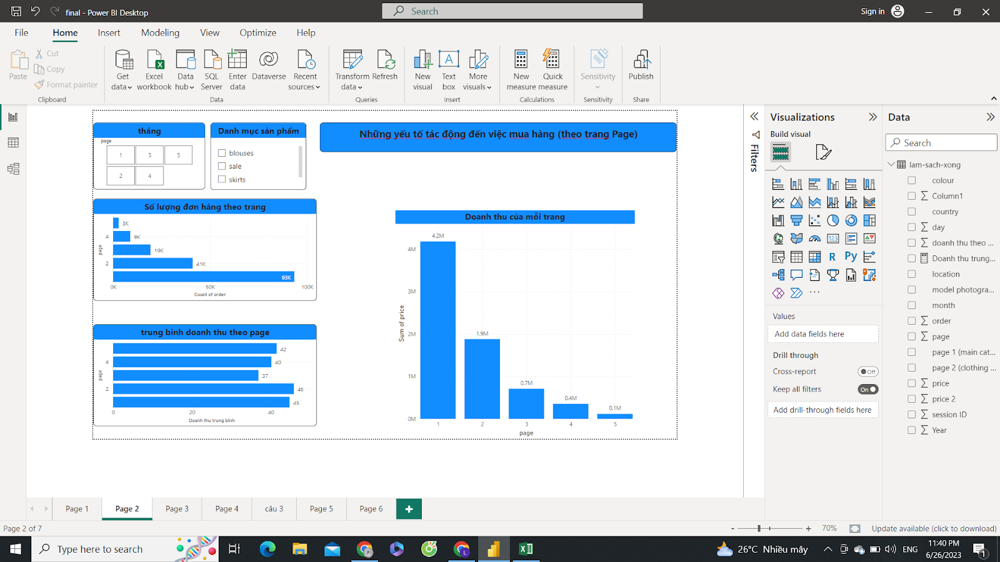 final - Power BI Desktop
Search
Sign in
File
Home
Insert
Modeling
View
Optimize
Help
Paste
Cut
Copy
Format painter
Clipboard
Get
data
Excel
workbook
Data
hub
SQL
Server
Enter
data
Dataverse
Recent
sources
Data
Transform
data
Refresh
Queries
New
visual
Text
box
More
visuals
Insert
New
measure
Quick
measure
Calculations
Sensitivity
Sensitivity
Publish
Share
tháng
page
1
3
5
2
4
Danh mục sản phẩm
blouses
sale
skirts
Những yếu tố tác động đến việc mua hàng (theo trang Page)
Số lượng đơn hàng theo trang
page
3K
4
9K
19K
2
41K
93K
0K
50K
100K
Count of order
trung bình doanh thu theo page
page
42
4
40
37
2
46
45
0
20
40
Doanh thu trung bình
Doanh thu của mỗi trang
Sum of price
4M
3M
2M
1M
0M
4.2M
1.9M
0.7M
0.4M
0.1M
1
2
3
4
5
page
Filters
Visualizations
Build visual
123
R
Py
...
Values
Add data fields here
Drill through
Cross-report
Off
Keep all filters
On
Add drill-through fields here
Data
Search
lam-sach-xong
colour
Column1
country
day
doanh thu theo ...
Doanh thu trung...
location
model photogra...
month
order
page
page 1 (main cat...
page 2 (clothing ...
price
price 2
session ID
Year
Page 1
Page 2
Page 3
Page 4
câu 3
Page 5
Page 6
+
Page 2 of 7
-
+
70%
Update available (click to download)
Type here to search
26°C Nhiều mây
ENG
11:40 PM
6/26/2023
1